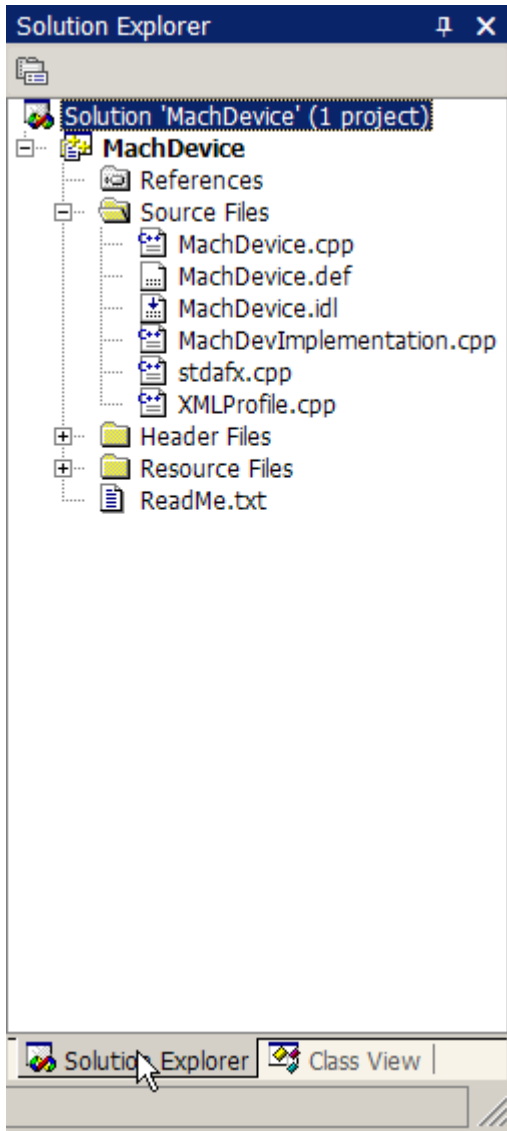 Solution Explorer
Solution 'MachDevice' (1 project)
MachDevice
References
Source Files
MachDevice.cpp
MachDevice.def
MachDevice.idl
MachDevImplementation.cpp
stdafx.cpp
XMLProfile.cpp
Header Files
Resource Files
ReadMe.txt
Solution Explorer Class View